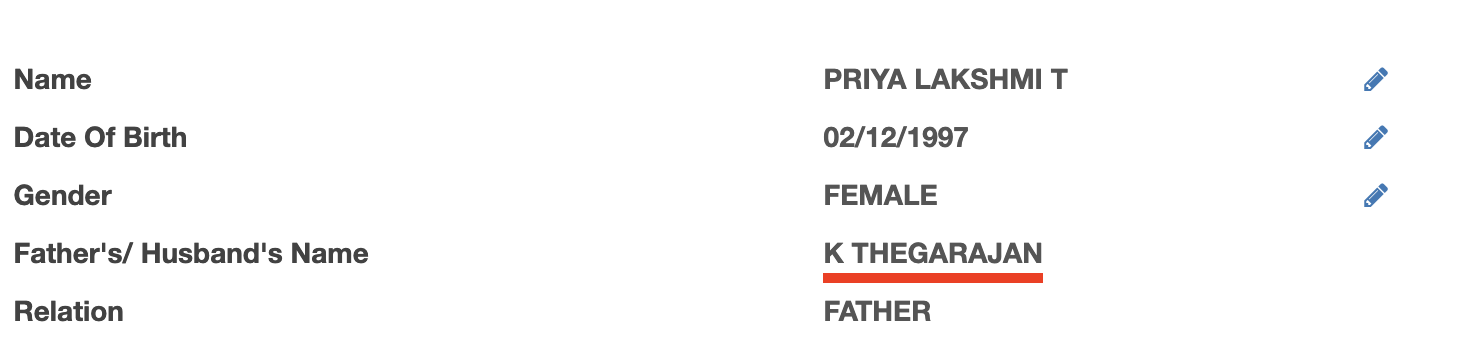 Name PRIYA LAKSHMI T
Date Of Birth 02/12/1997
Gender FEMALE
Father's/ Husband's Name K THEGARAJAN
Relation FATHER